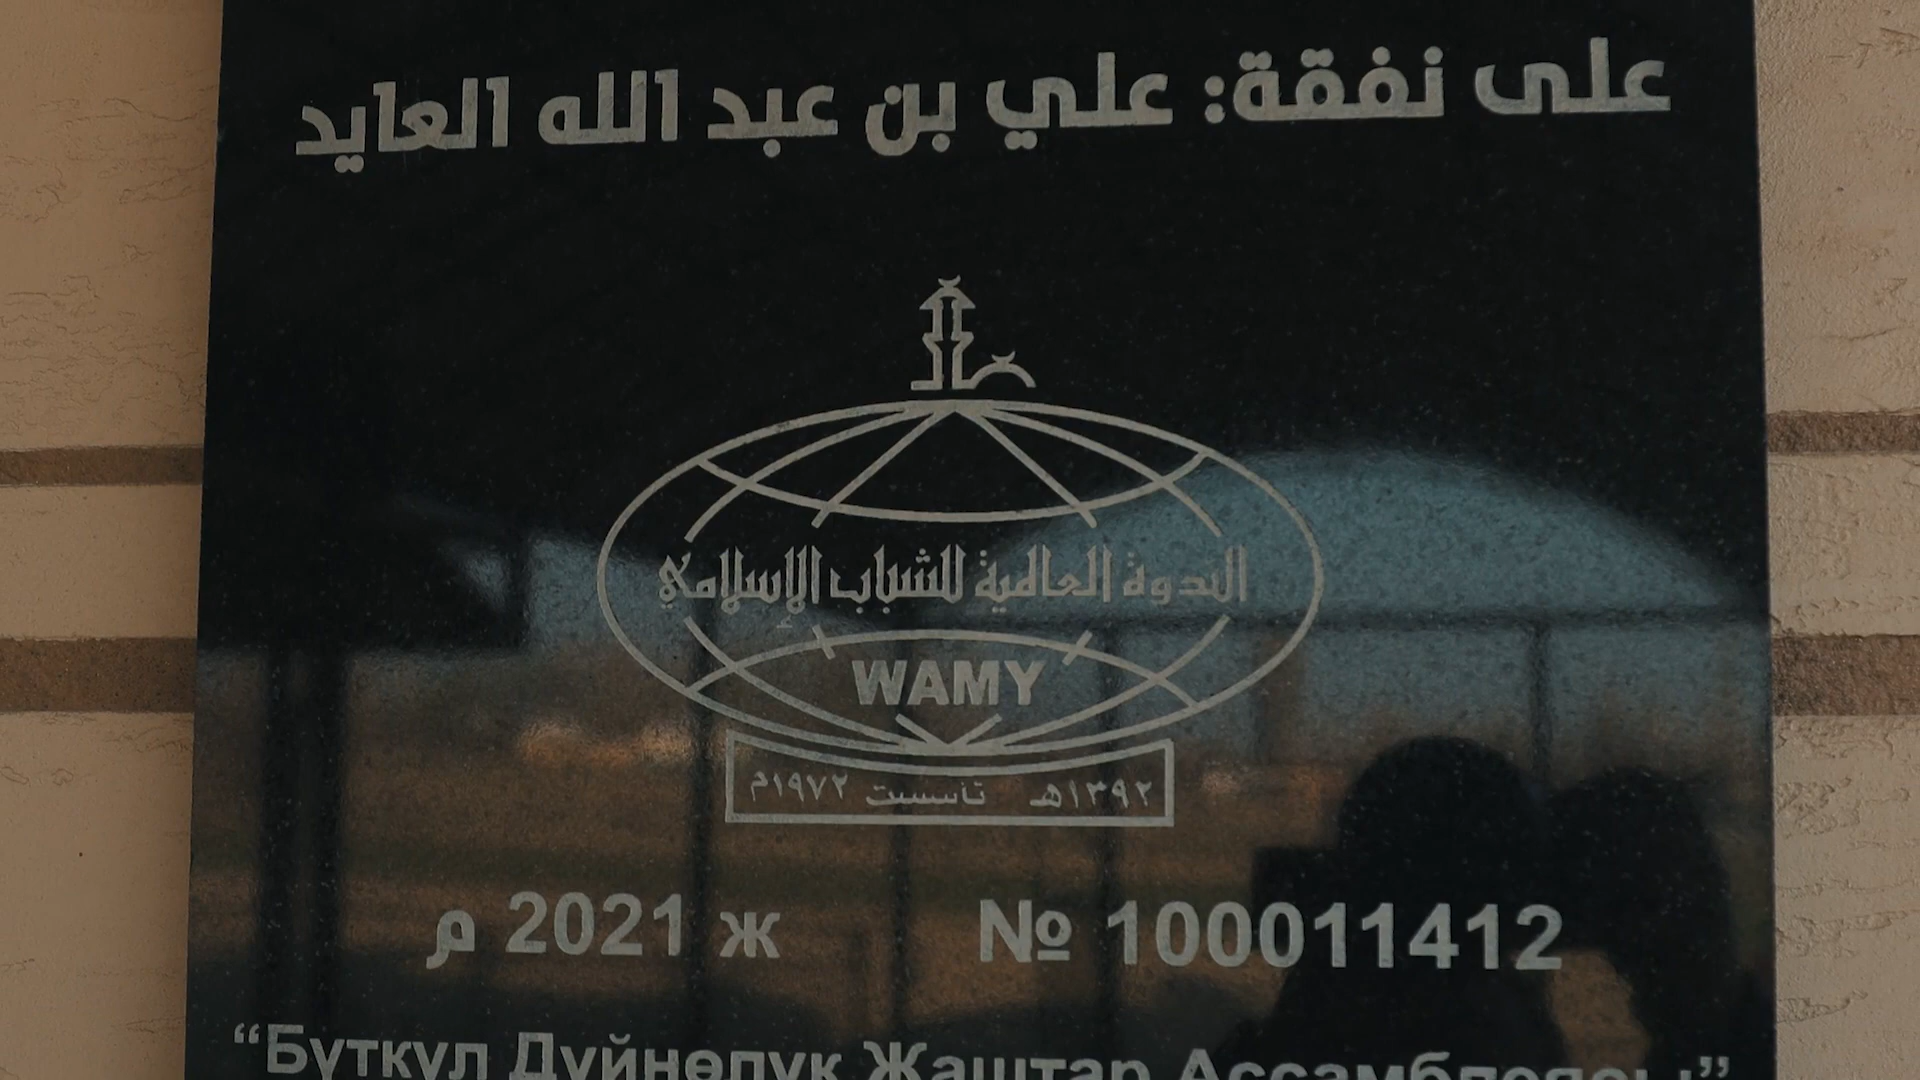 على نفقة: علي بن عبد الله العايد
الندوة العالمية للشباب الإسلامي
WAMY
١٣٩٢هـ تأسست ١٩٧٢م
م 2021 ж № 100011412
“Бүткүл Дүйнөлүк Жаштар Ассамблеясы”